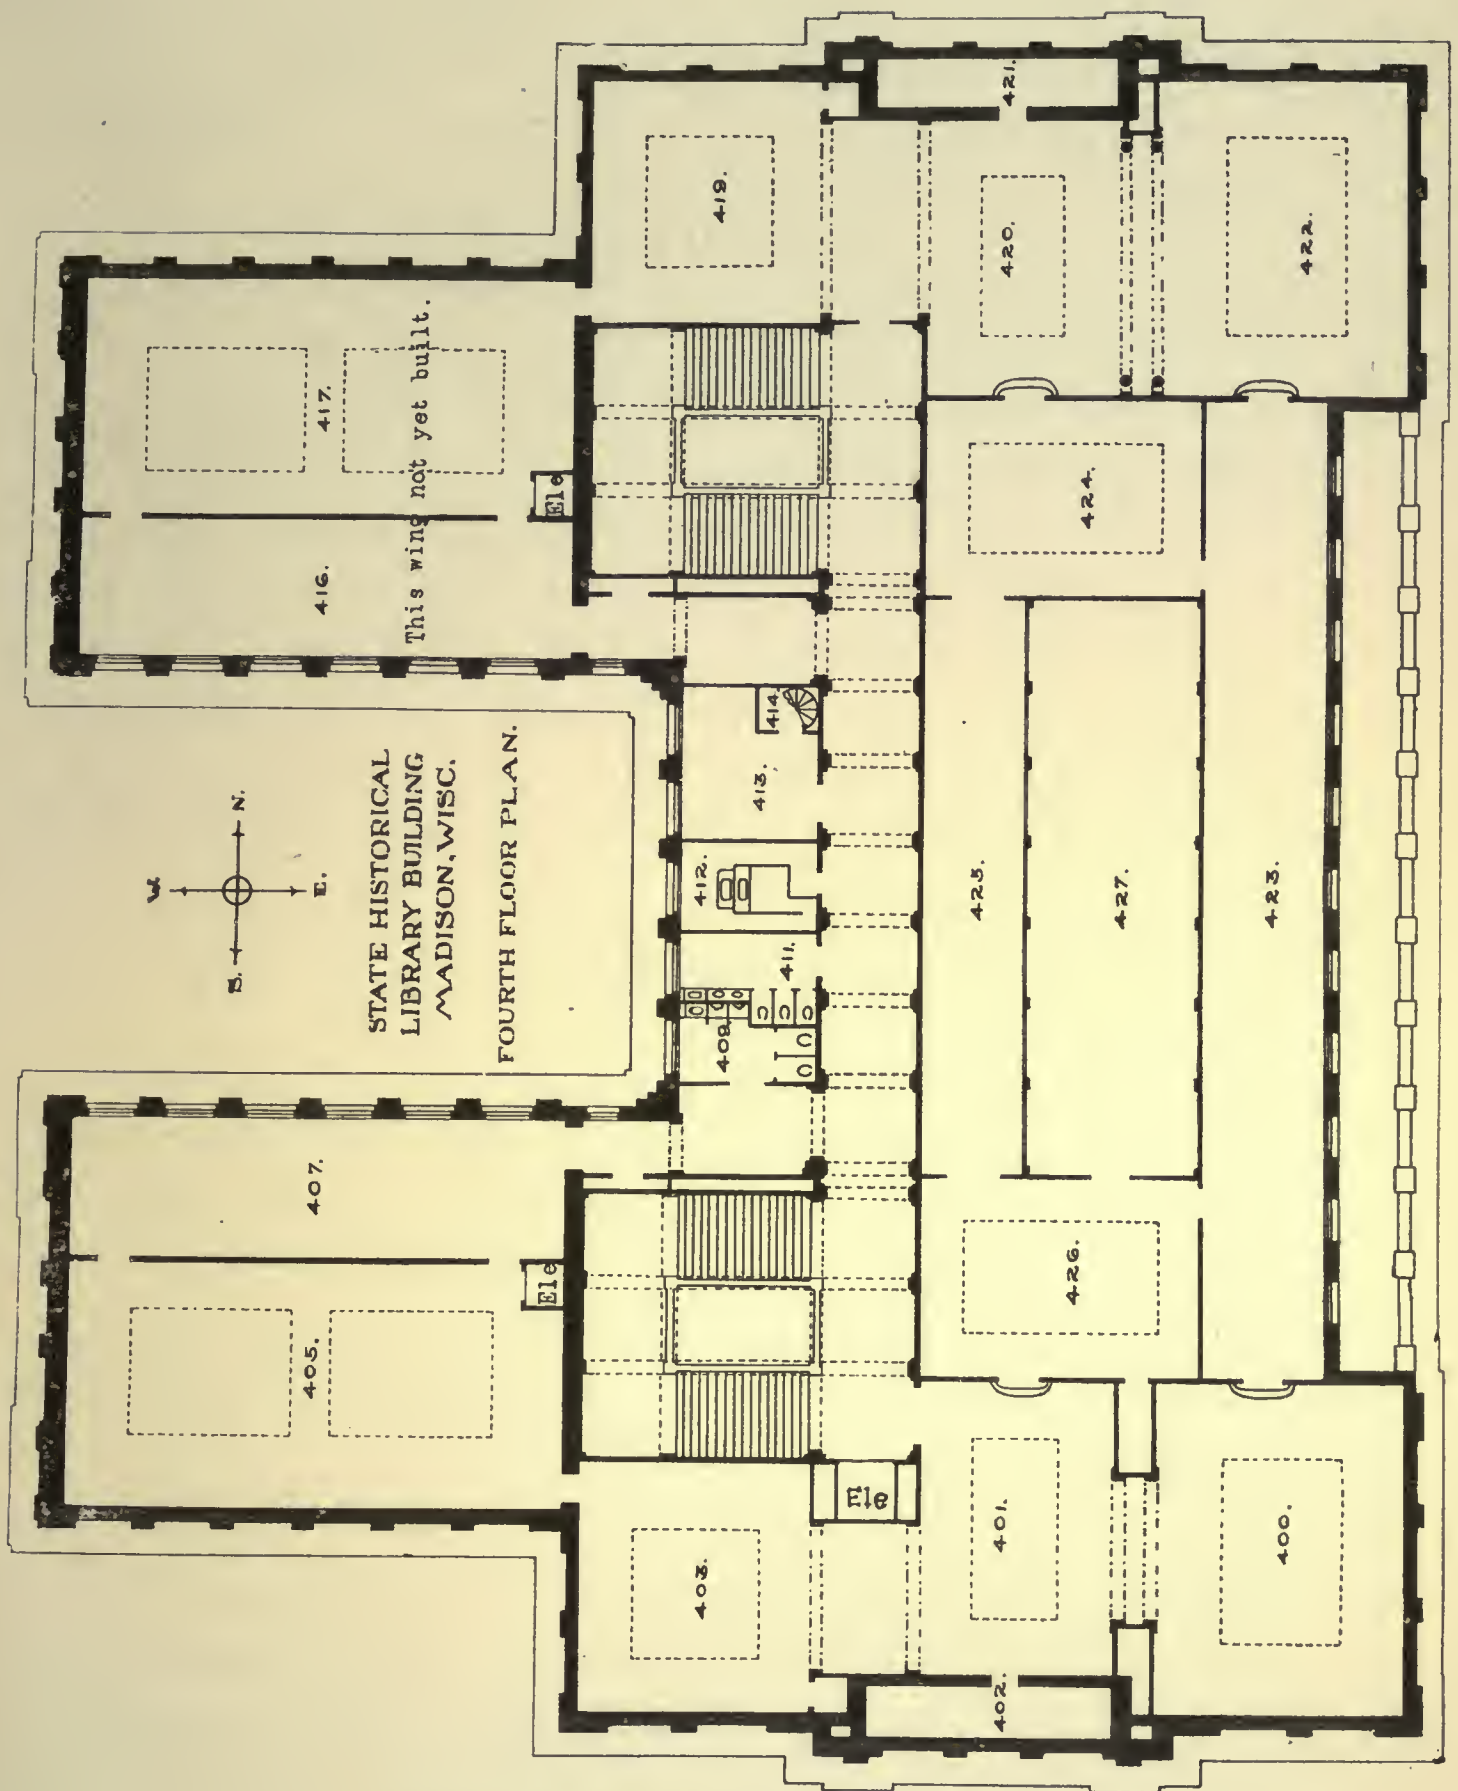 STATE HISTORICAL
LIBRARY BUILDING
MADISON, WISC.
FOURTH FLOOR PLAN.
W.
S.
N.
E.
407.
405.
Ele
403.
Ele
401.
402.
400.
409.
411.
412.
413.
414.
416.
417.
This wing not yet built.
Ele
419.
420.
421.
422.
424.
425.
427.
423.
426.